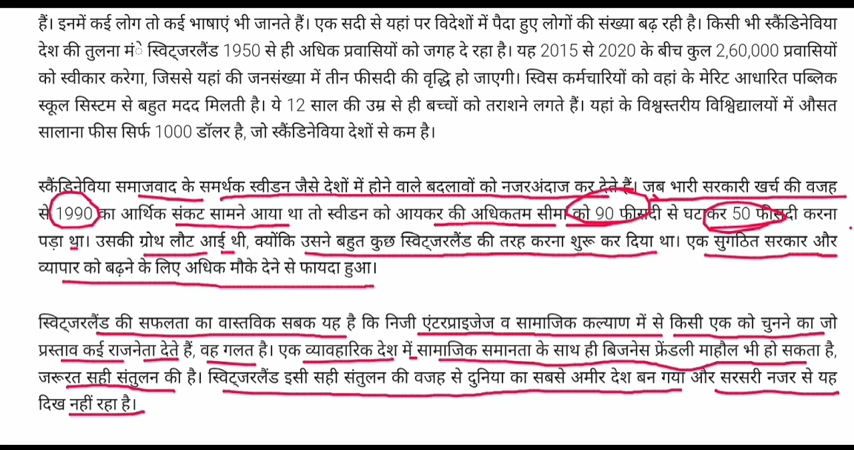 हैं। इनमें कई लोग तो कई भाषाएं भी जानते हैं। एक सदी से यहां पर विदेशों में पैदा हुए लोगों की संख्या बढ़ रही है। किसी भी स्कैंडिनेविया
देश की तुलना मंे स्विट्जरलैंड 1950 से ही अधिक प्रवासियों को जगह दे रहा है। यह 2015 से 2020 के बीच कुल 2,60,000 प्रवासियों
को स्वीकार करेगा, जिससे यहां की जनसंख्या में तीन फीसदी की वृद्धि हो जाएगी। स्विस कर्मचारियों को वहां के मेरिट आधारित पब्लिक
स्कूल सिस्टम से बहुत मदद मिलती है। ये 12 साल की उम्र से ही बच्चों को तराशने लगते हैं। यहां के विश्वस्तरीय विश्विद्यालयों में औसत
सालाना फीस सिर्फ 1000 डॉलर है, जो स्कैंडिनेविया देशों से कम है।
स्कैंडिनेविया समाजवाद के समर्थक स्वीडन जैसे देशों में होने वाले बदलावों को नजरअंदाज कर देते हैं। जब भारी सरकारी खर्च की वजह
से 1990 का आर्थिक संकट सामने आया था तो स्वीडन को आयकर की अधिकतम सीमा को 90 फीसदी से घटाकर 50 फीसदी करना
पड़ा था। उसकी ग्रोथ लौट आई थी, क्योंकि उसने बहुत कुछ स्विट्जरलैंड की तरह करना शुरू कर दिया था। एक सुगठित सरकार और
व्यापार को बढ़ने के लिए अधिक मौके देने से फायदा हुआ।
स्विट्जरलैंड की सफलता का वास्तविक सबक यह है कि निजी एंटरप्राइजेज व सामाजिक कल्याण में से किसी एक को चुनने का जो
प्रस्ताव कई राजनेता देते हैं, वह गलत है। एक व्यावहारिक देश में सामाजिक समानता के साथ ही बिजनेस फ्रेंडली माहौल भी हो सकता है,
जरूरत सही संतुलन की है। स्विट्जरलैंड इसी सही संतुलन की वजह से दुनिया का सबसे अमीर देश बन गया और सरसरी नजर से यह
दिख नहीं रहा है।